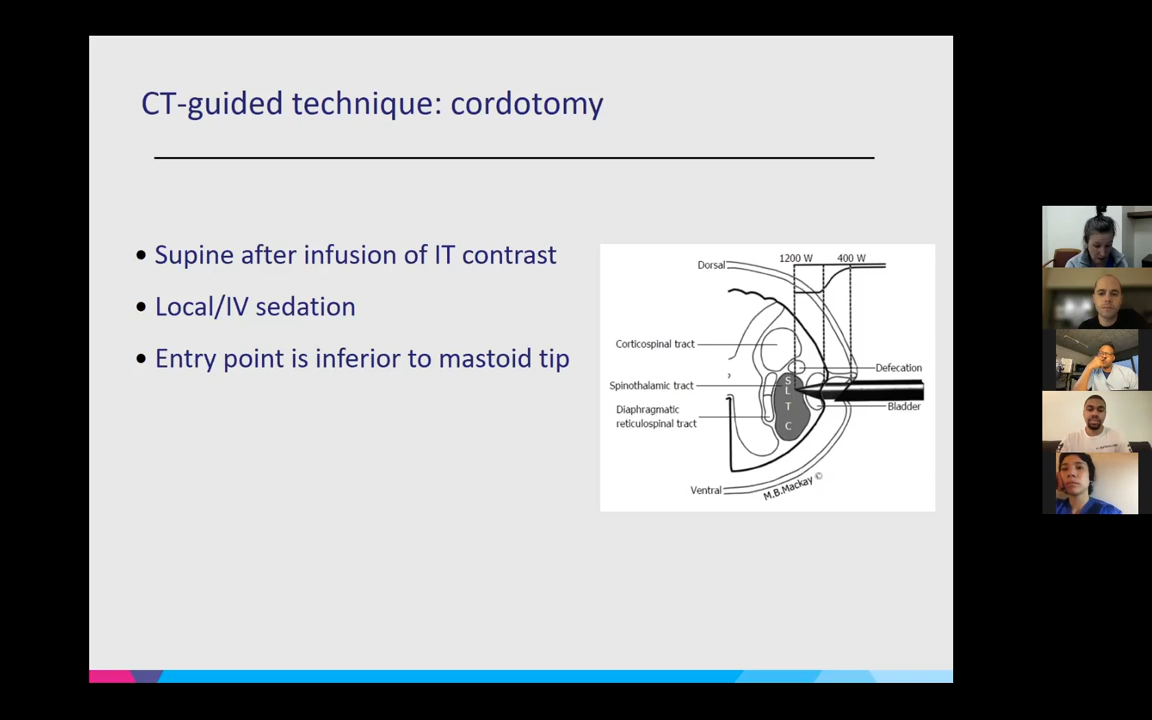 CT-guided technique: cordotomy
• Supine after infusion of IT contrast
• Local/IV sedation
• Entry point is inferior to mastoid tip
1200 W
400 W
Dorsal
Corticospinal tract
Defecation
Spinothalamic tract
S
L
T
C
Bladder
Diaphragmatic
reticulospinal tract
Ventral
M.B.Mackay ©